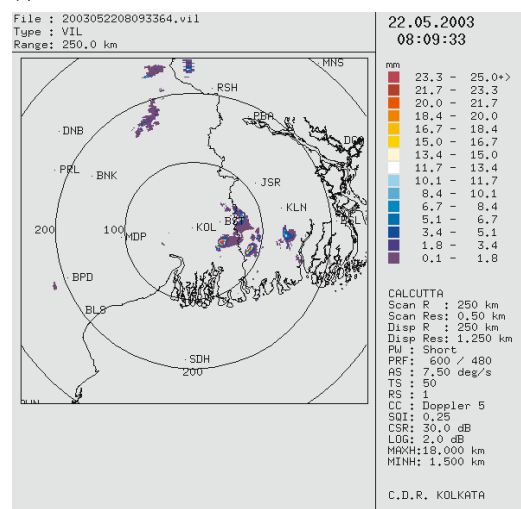 File : 2003052208093364.vil
Type : VIL
Range: 250.0 km
22.05.2003
08:09:33
MNS
RSH
PBA
DNB
PRL
BNK
JSR
KLN
200
100
MDP
KOL
BPD
BLS
100
SDH
200
mm
23.3 - 25.0+>
21.7 - 23.3
20.0 - 21.7
18.4 - 20.0
16.7 - 18.4
15.0 - 16.7
13.4 - 15.0
11.7 - 13.4
10.1 - 11.7
8.4 - 10.1
6.7 - 8.4
5.1 - 6.7
3.4 - 5.1
1.8 - 3.4
0.1 - 1.8
CALCUTTA
Scan R : 250 km
Scan Res: 0.50 km
Disp R : 250 km
Disp Res: 1.250 km
PW : Short
PRF: 600 / 480
AS : 7.50 deg/s
TS : 50
RS : 1
CC : Doppler 5
SQI: 0.25
CSR: 30.0 dB
LOG: 2.0 dB
MAXH:18.000 km
MINH: 1.500 km
C.D.R. KOLKATA